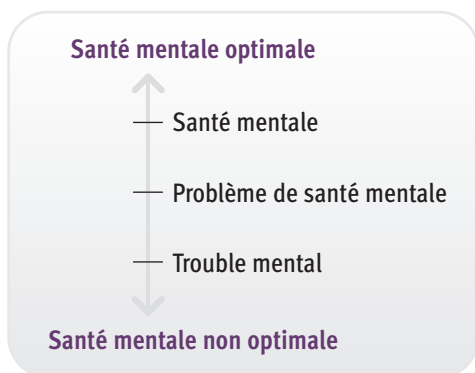 Santé mentale optimale
Santé mentale
Problème de santé mentale
Trouble mental
Santé mentale non optimale